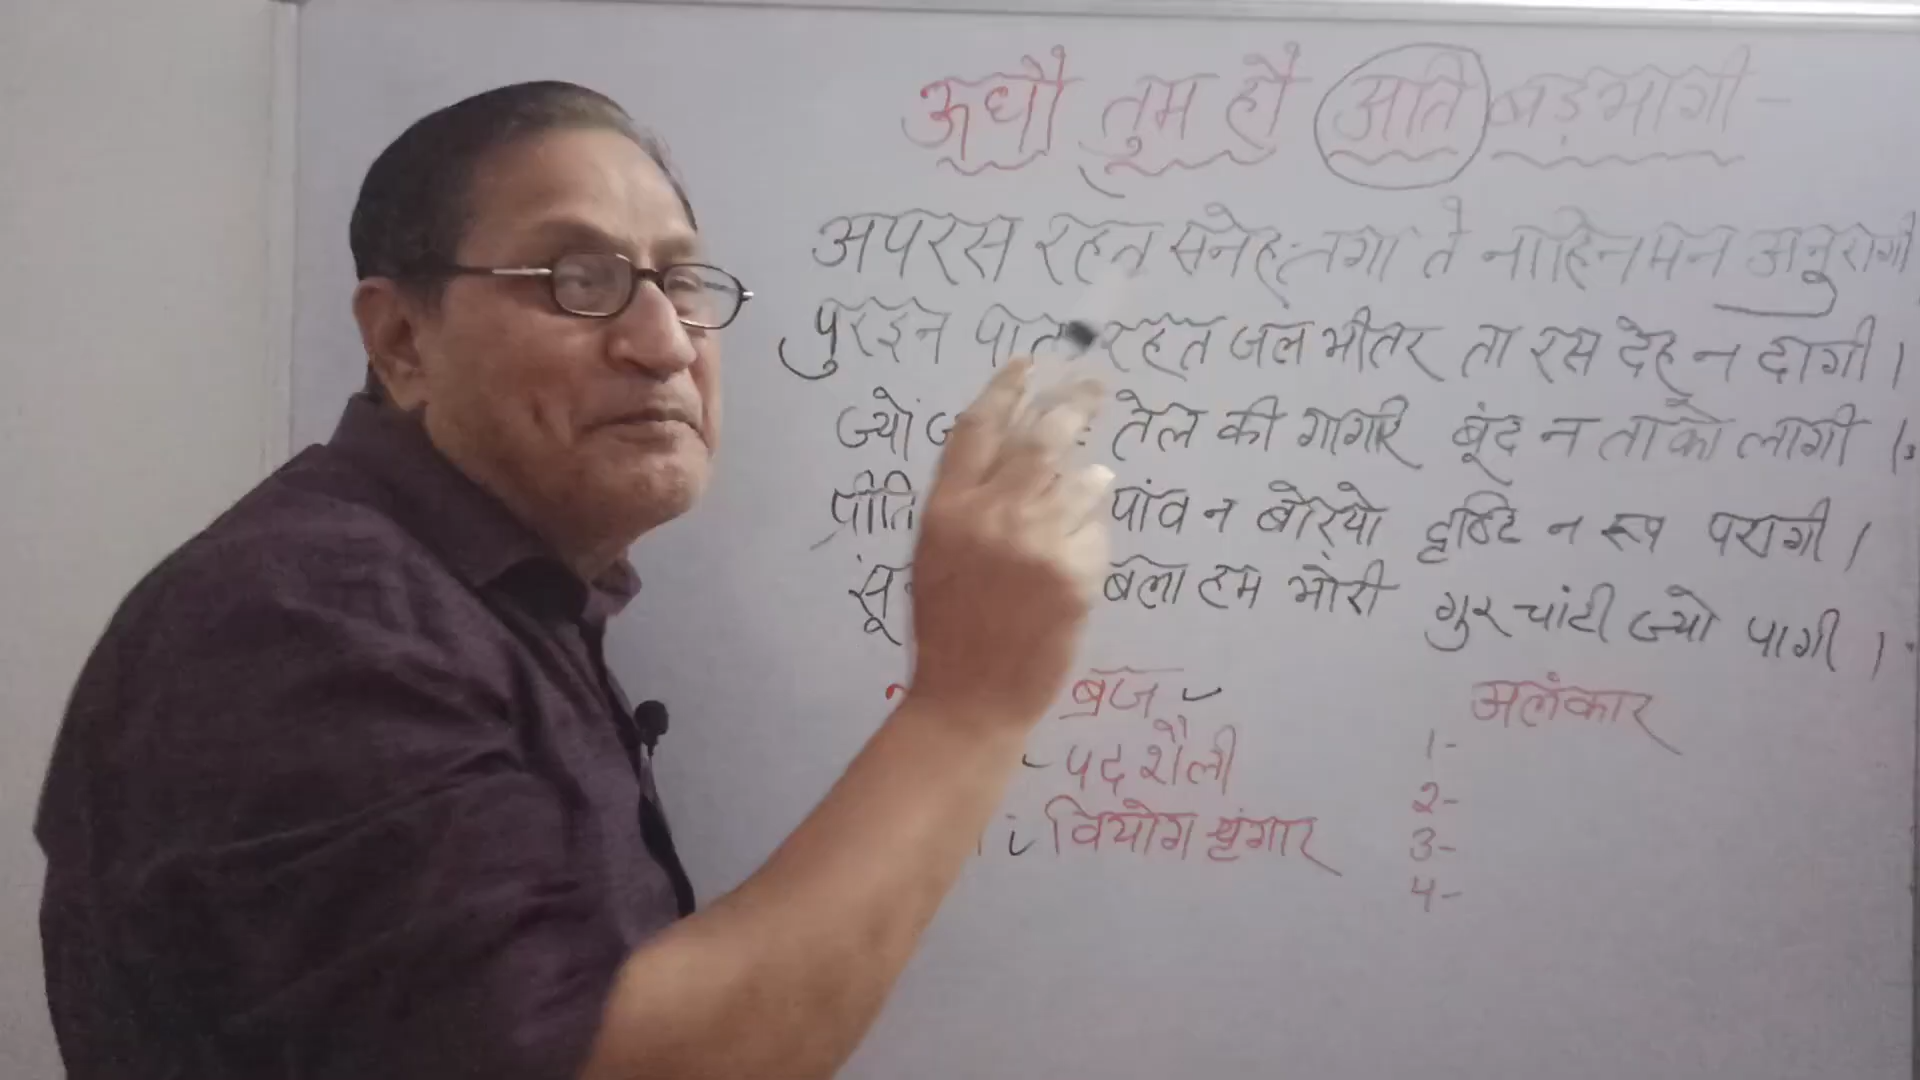 ऊधौ तुम हौ अति बड़भागी -
अपरस रहत सनेह तगा ते नाहिन मन अनुरागी
पुरइन पात रहत जल भीतर ता रस देह न दागी ।
ज्यों तेल की गागरि बूंद न ताकौ लागी ।
प्रीति पांव न बोर्यो दृष्टि न रूप परागी ।
बला हम भोरी गुर चांटी ज्यों पागी ।
ब्रज
अलंकार
- पद शैली
1-
2-
: वियोग श्रृंगार
3-
4-